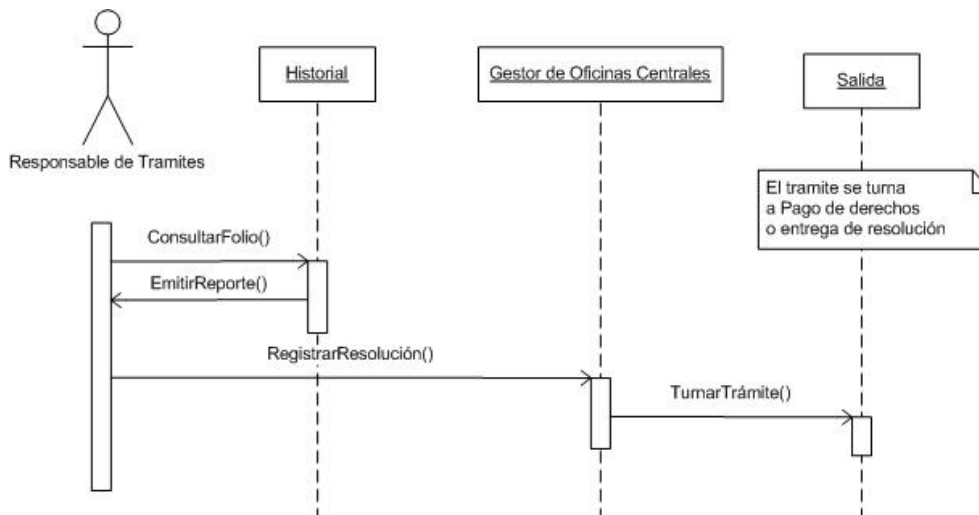 Historial
Gestor de Oficinas Centrales
Salida
Responsable de Tramites
El tramite se turna
a Pago de derechos
o entrega de resolución
ConsultarFolio()
EmitirReporte()
RegistrarResolución()
TurnarTrámite()